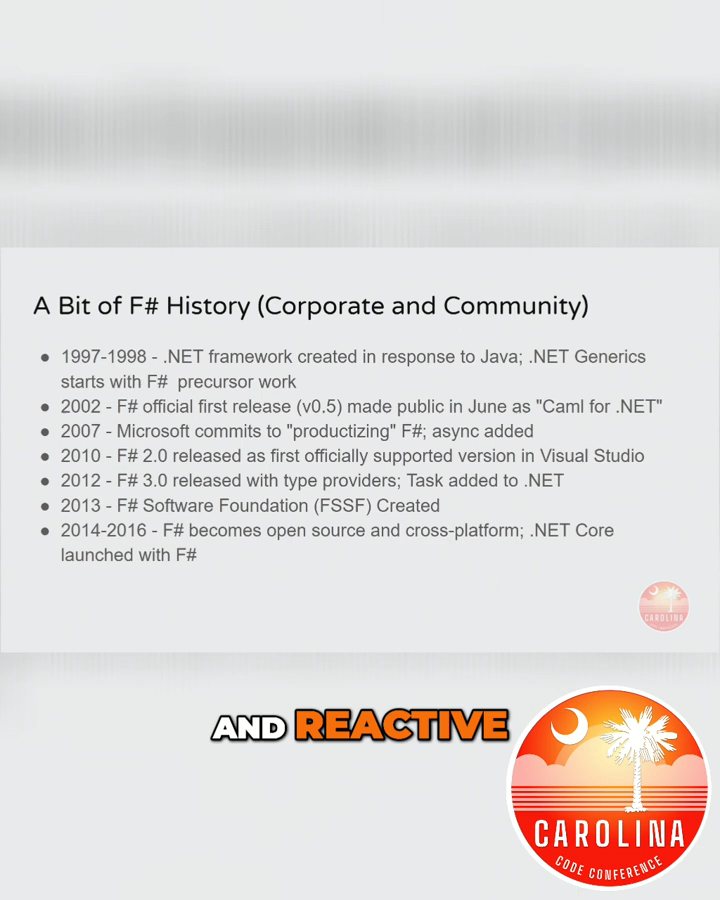 A Bit of F# History (Corporate and Community)
● 1997-1998 - .NET framework created in response to Java; .NET Generics
starts with F#  precursor work
● 2002 - F# official first release (v0.5) made public in June as "Caml for .NET"
● 2007 - Microsoft commits to "productizing" F#; async added
● 2010 - F# 2.0 released as first officially supported version in Visual Studio
● 2012 - F# 3.0 released with type providers; Task added to .NET
● 2013 - F# Software Foundation (FSSF) Created
● 2014-2016 - F# becomes open source and cross-platform; .NET Core
launched with F#
CAROLINA
AND REACTIVE
CAROLINA
CODE CONFERENCE